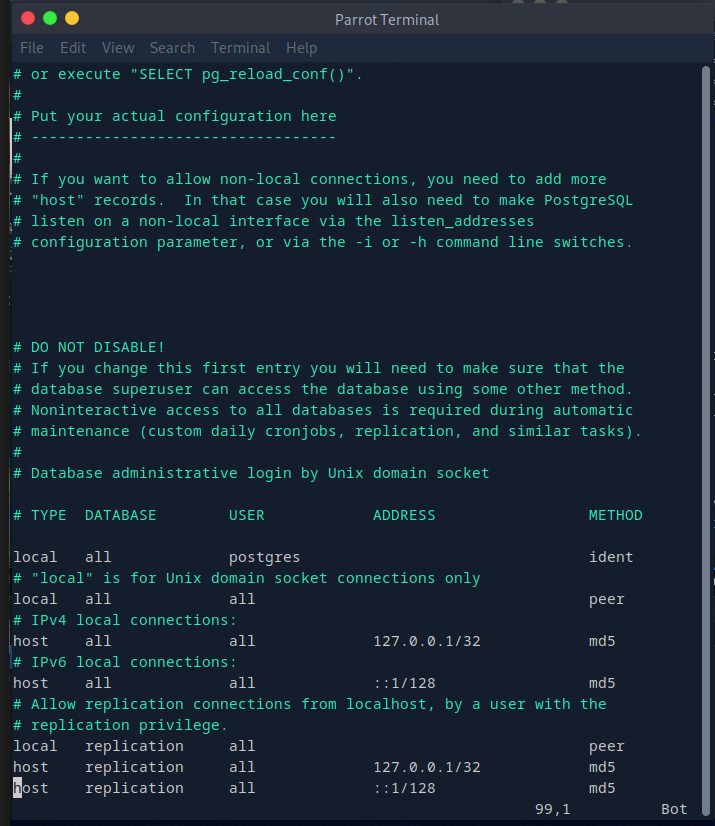 Parrot Terminal
File Edit View Search Terminal Help
# or execute "SELECT pg_reload_conf()".
#
# Put your actual configuration here
# ----------------------------------
#
# If you want to allow non-local connections, you need to add more
# "host" records.  In that case you will also need to make PostgreSQL
# listen on a non-local interface via the listen_addresses
# configuration parameter, or via the -i or -h command line switches.
# DO NOT DISABLE!
# If you change this first entry you will need to make sure that the
# database superuser can access the database using some other method.
# Noninteractive access to all databases is required during automatic
# maintenance (custom daily cronjobs, replication, and similar tasks).
#
# Database administrative login by Unix domain socket
# TYPE  DATABASE        USER            ADDRESS                 METHOD
local   all             postgres                                ident
# "local" is for Unix domain socket connections only
local   all             all                                     peer
# IPv4 local connections:
host    all             all             127.0.0.1/32            md5
# IPv6 local connections:
host    all             all             ::1/128                 md5
# Allow replication connections from localhost, by a user with the
# replication privilege.
local   replication     all                                     peer
host    replication     all             127.0.0.1/32            md5
host    replication     all             ::1/128                 md5
99,1          Bot